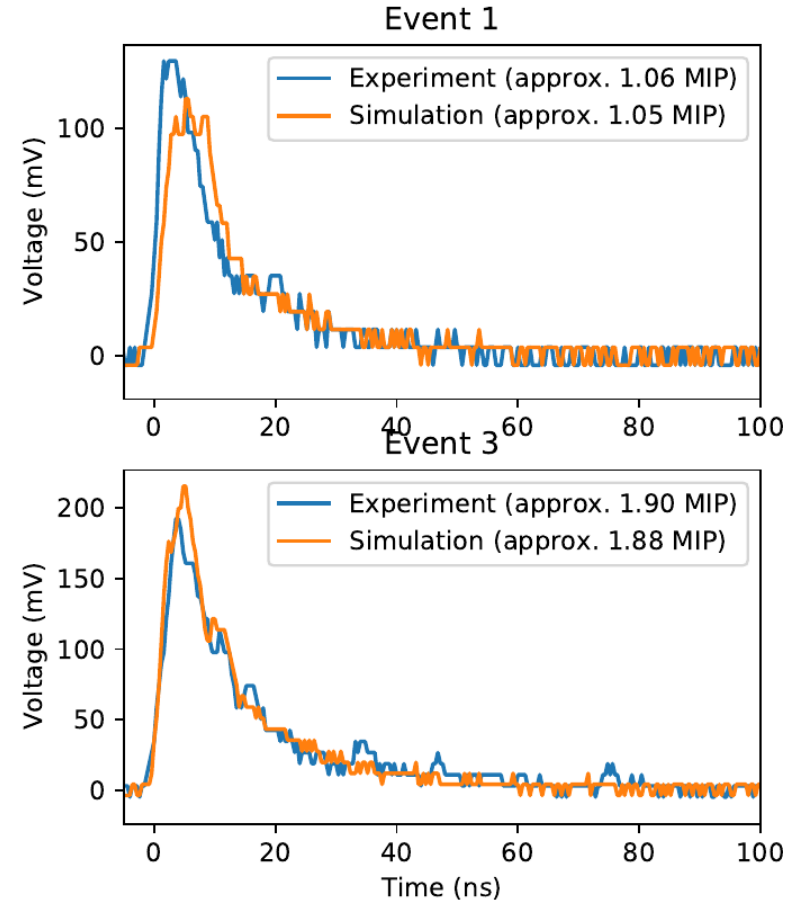 Event 1
Experiment (approx. 1.06 MIP)
Simulation (approx. 1.05 MIP)
Voltage (mV)
100
50
0
0 20 40 60 80 100
Event 3
Experiment (approx. 1.90 MIP)
Simulation (approx. 1.88 MIP)
Voltage (mV)
200
150
100
50
0
0 20 40 60 80 100
Time (ns)